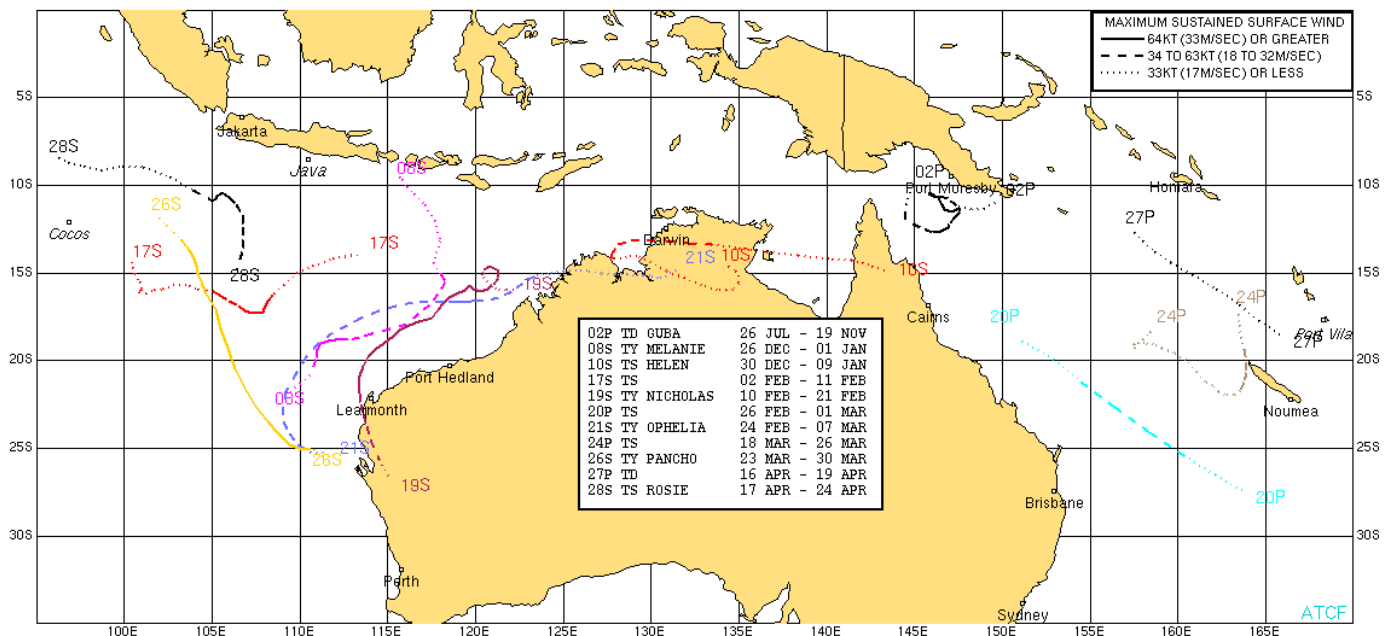 MAXIMUM SUSTAINED SURFACE WIND
64KT (33M/SEC) OR GREATER
34 TO 63KT (18 TO 32M/SEC)
33KT (17M/SEC) OR LESS
5S
5S
Jakarta
28S
Java
08S
02P
Port Moresby
02P
Honiara
10S
10S
26S
Cocos
27P
17S
17S
Darwin
28S
21S
10S
10S
15S
15S
19S
24P
Cairns
20P
24P
Port Vila
27P
20S
20S
Port Hedland
08S
Learmonth
Noumea
02P TD GUBA 26 JUL - 19 NOV
08S TY MELANIE 26 DEC - 01 JAN
10S TS HELEN 30 DEC - 09 JAN
17S TS 02 FEB - 11 FEB
19S TY NICHOLAS 10 FEB - 21 FEB
20P TS 26 FEB - 01 MAR
21S TY OPHELIA 24 FEB - 07 MAR
24P TS 18 MAR - 26 MAR
26S TY PANCHO 23 MAR - 30 MAR
27P TD 16 APR - 19 APR
28S TS ROSIE 17 APR - 24 APR
25S
25S
26S
21S
19S
20P
Brisbane
30S
30S
Perth
Sydney
ATCF
100E 105E 110E 115E 120E 125E 130E 135E 140E 145E 150E 155E 160E 165E